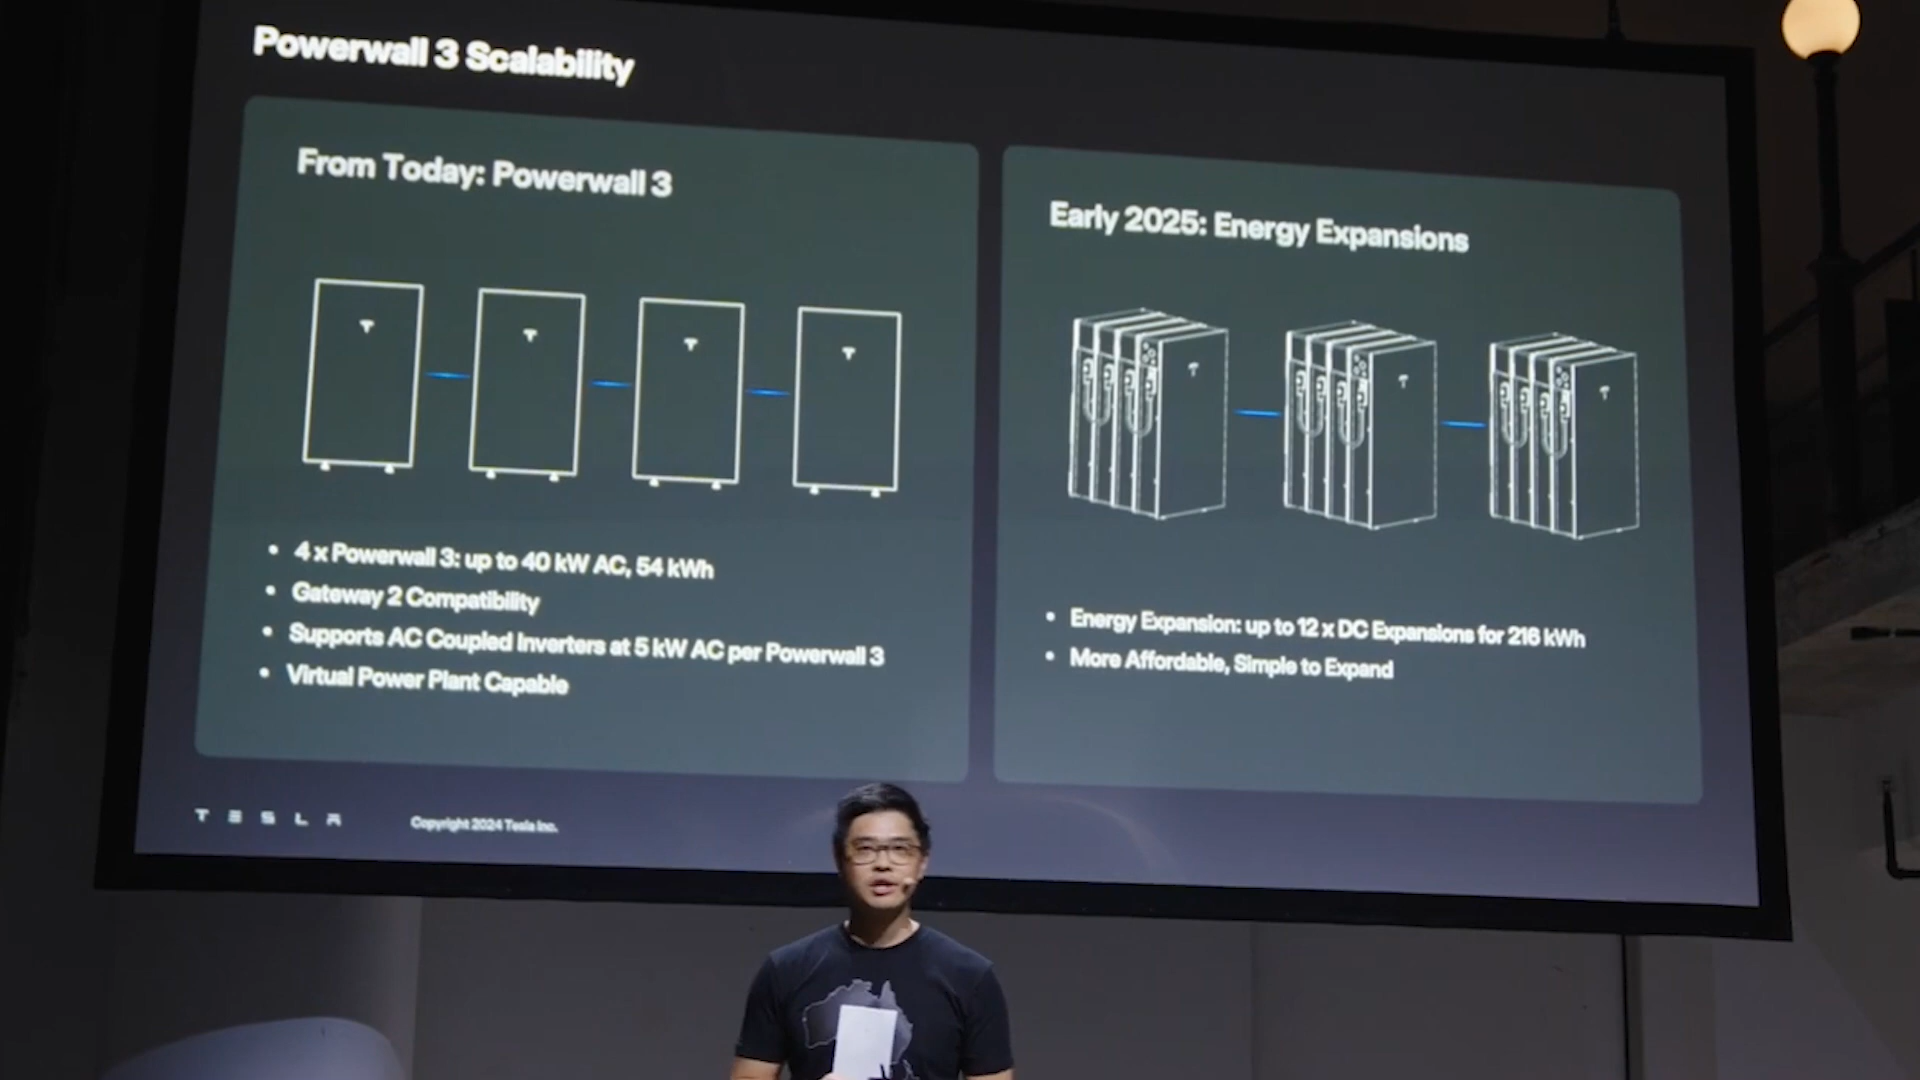 Powerwall 3 Scalability
From Today: Powerwall 3
• 4 x Powerwall 3: up to 40 kW AC, 54 kWh
• Gateway 2 Compatibility
• Supports AC Coupled Inverters at 5 kW AC per Powerwall 3
• Virtual Power Plant Capable
Early 2025: Energy Expansions
• Energy Expansion: up to 12 x DC Expansions for 216 kWh
• More Affordable, Simple to Expand
TESLA
Copyright 2024 Tesla Inc.